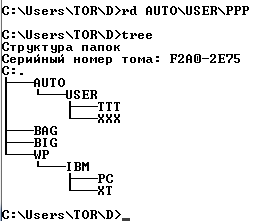 C:\Users\TOR\D>rd AUTO\USER\PPP
C:\Users\TOR\D>tree
Структура папок
Серийный номер тома: F2A0-2E75
C:.
├───AUTO
│   └───USER
│       ├───TTT
│       └───XXX
├───BAG
├───BIG
└───WP
    └───IBM
        ├───PC
        └───XT
C:\Users\TOR\D>_